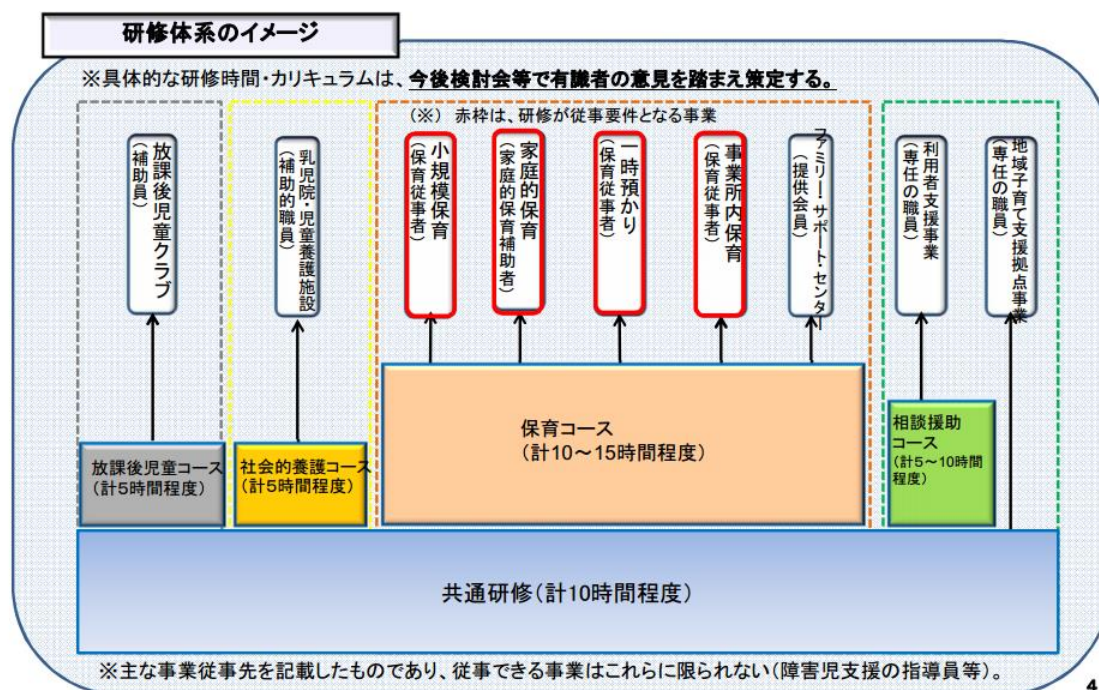 研修体系のイメージ
※具体的な研修時間・カリキュラムは、今後検討会等で有識者の意見を踏まえ策定する。
（※） 赤枠は、研修が従事要件となる事業
放課後児童クラブ
（補助員）
乳児院・児童養護施設
（補助的職員）
小規模保育
（保育従事者）
家庭的保育
（家庭的保育補助者）
一時預かり
（保育従事者）
事業所内保育
（保育従事者）
ファミリー・サポート・センター
（提供会員）
利用者支援事業
（専任の職員）
地域子育て支援拠点事業
（専任の職員）
放課後児童コース
（計5時間程度）
社会的養護コース
（計5時間程度）
保育コース
（計10～15時間程度）
相談援助
コース
（計5～10時間
程度）
共通研修（計10時間程度）
※主な事業従事先を記載したものであり、従事できる事業はこれらに限られない（障害児支援の指導員等）。
4